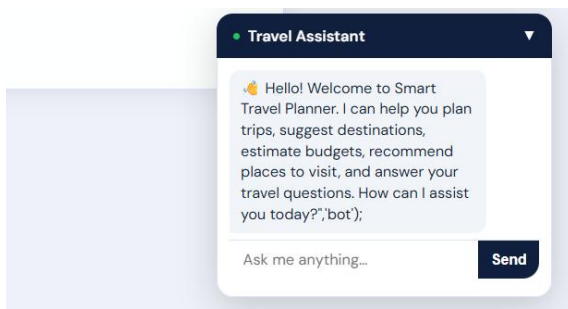 Travel Assistant ▼
👋 Hello! Welcome to Smart
Travel Planner. I can help you plan
trips, suggest destinations,
estimate budgets, recommend
places to visit, and answer your
travel questions. How can I assist
you today?",'bot');
Ask me anything...
Send